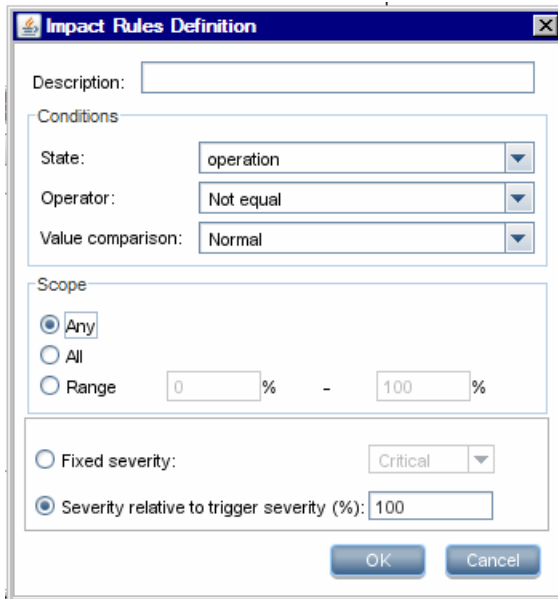 Impact Rules Definition
Description:
Conditions
State: operation
Operator: Not equal
Value comparison: Normal
Scope
Any
All
Range 0 % - 100 %
Fixed severity: Critical
Severity relative to trigger severity (%): 100
OK Cancel